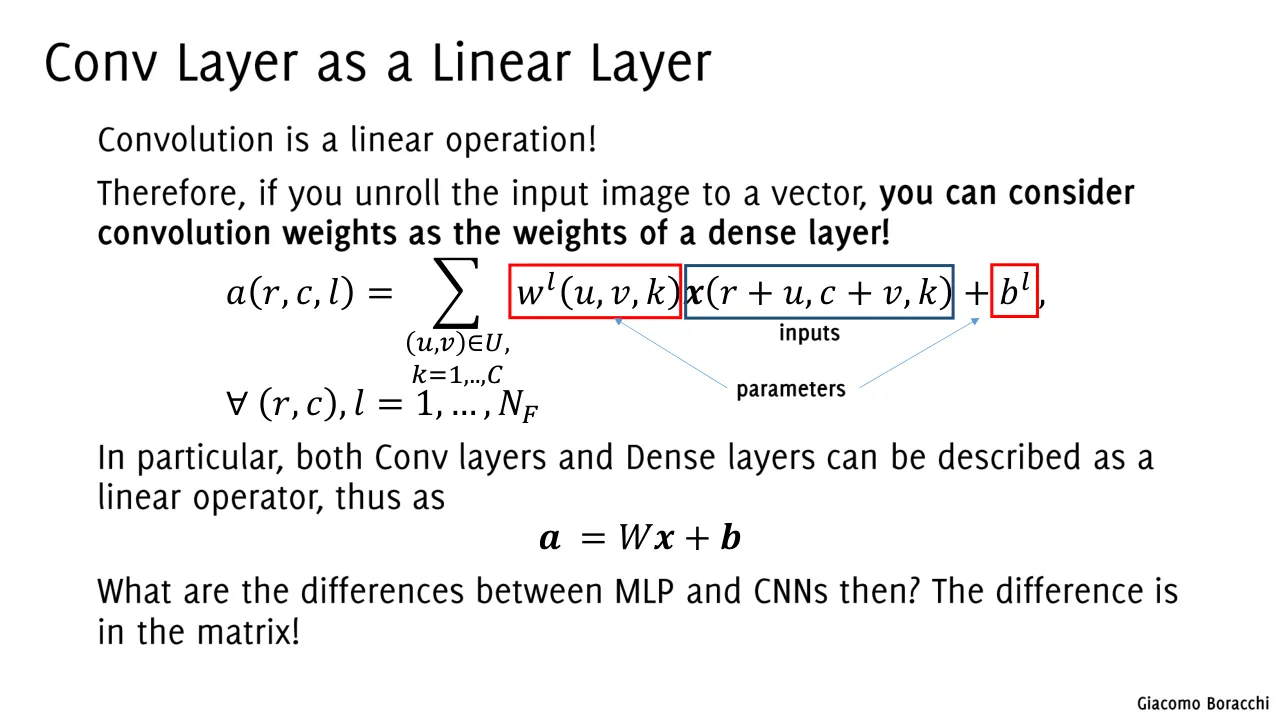 Conv Layer as a Linear Layer
Convolution is a linear operation!
Therefore, if you unroll the input image to a vector, you can consider
convolution weights as the weights of a dense layer!
a(r, c, l) = ∑ wˡ(u, v, k)x(r + u, c + v, k) + bˡ,
(u,v)∈U,
k=1,..,C
inputs
parameters
∀ (r, c), l = 1, … , N_F
In particular, both Conv layers and Dense layers can be described as a
linear operator, thus as
a = Wx + b
What are the differences between MLP and CNNs then? The difference is
in the matrix!
Giacomo Boracchi